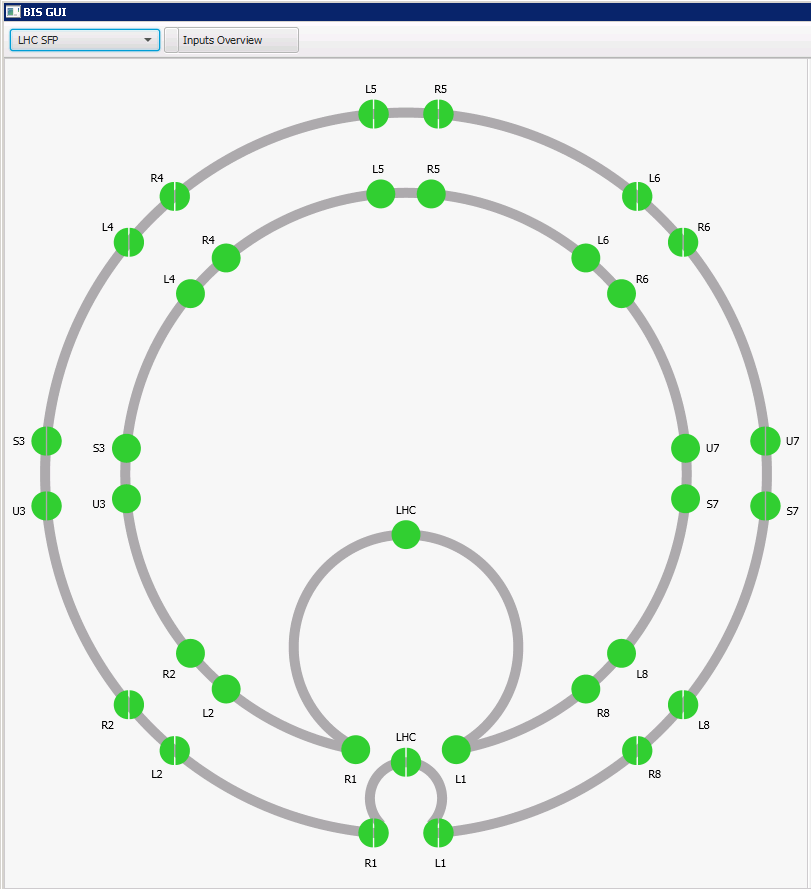 BIS GUI
LHC SFP
Inputs Overview
L5 R5
L5 R5
R4 L6
L4 R6
R4 L6
L4 R6
S3 U7
S3 U7
U3 S7
U3 S7
LHC
R2 L8
L2 R8
R2 L8
L2 R8
LHC
R1 L1
R1 L1